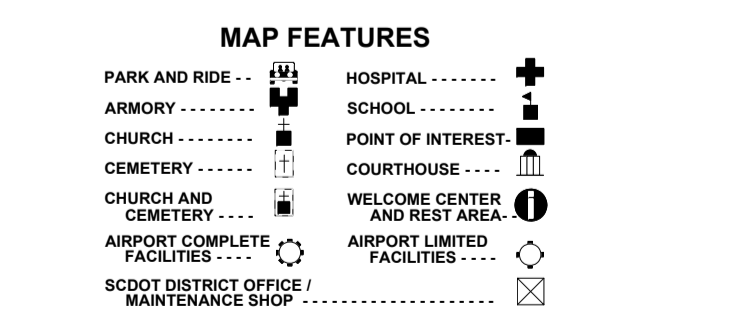 MAP FEATURES
PARK AND RIDE - -
ARMORY - - - - - - - -
CHURCH - - - - - - - -
CEMETERY - - - - - -
CHURCH AND
CEMETERY - - - -
AIRPORT COMPLETE
FACILITIES - - - -
HOSPITAL - - - - - - -
SCHOOL - - - - - - - -
POINT OF INTEREST-
COURTHOUSE - - - -
WELCOME CENTER
AND REST AREA- -
AIRPORT LIMITED
FACILITIES - - - -
SCDOT DISTRICT OFFICE /
MAINTENANCE SHOP - - - - - - - - - - - - - - - - - - - -